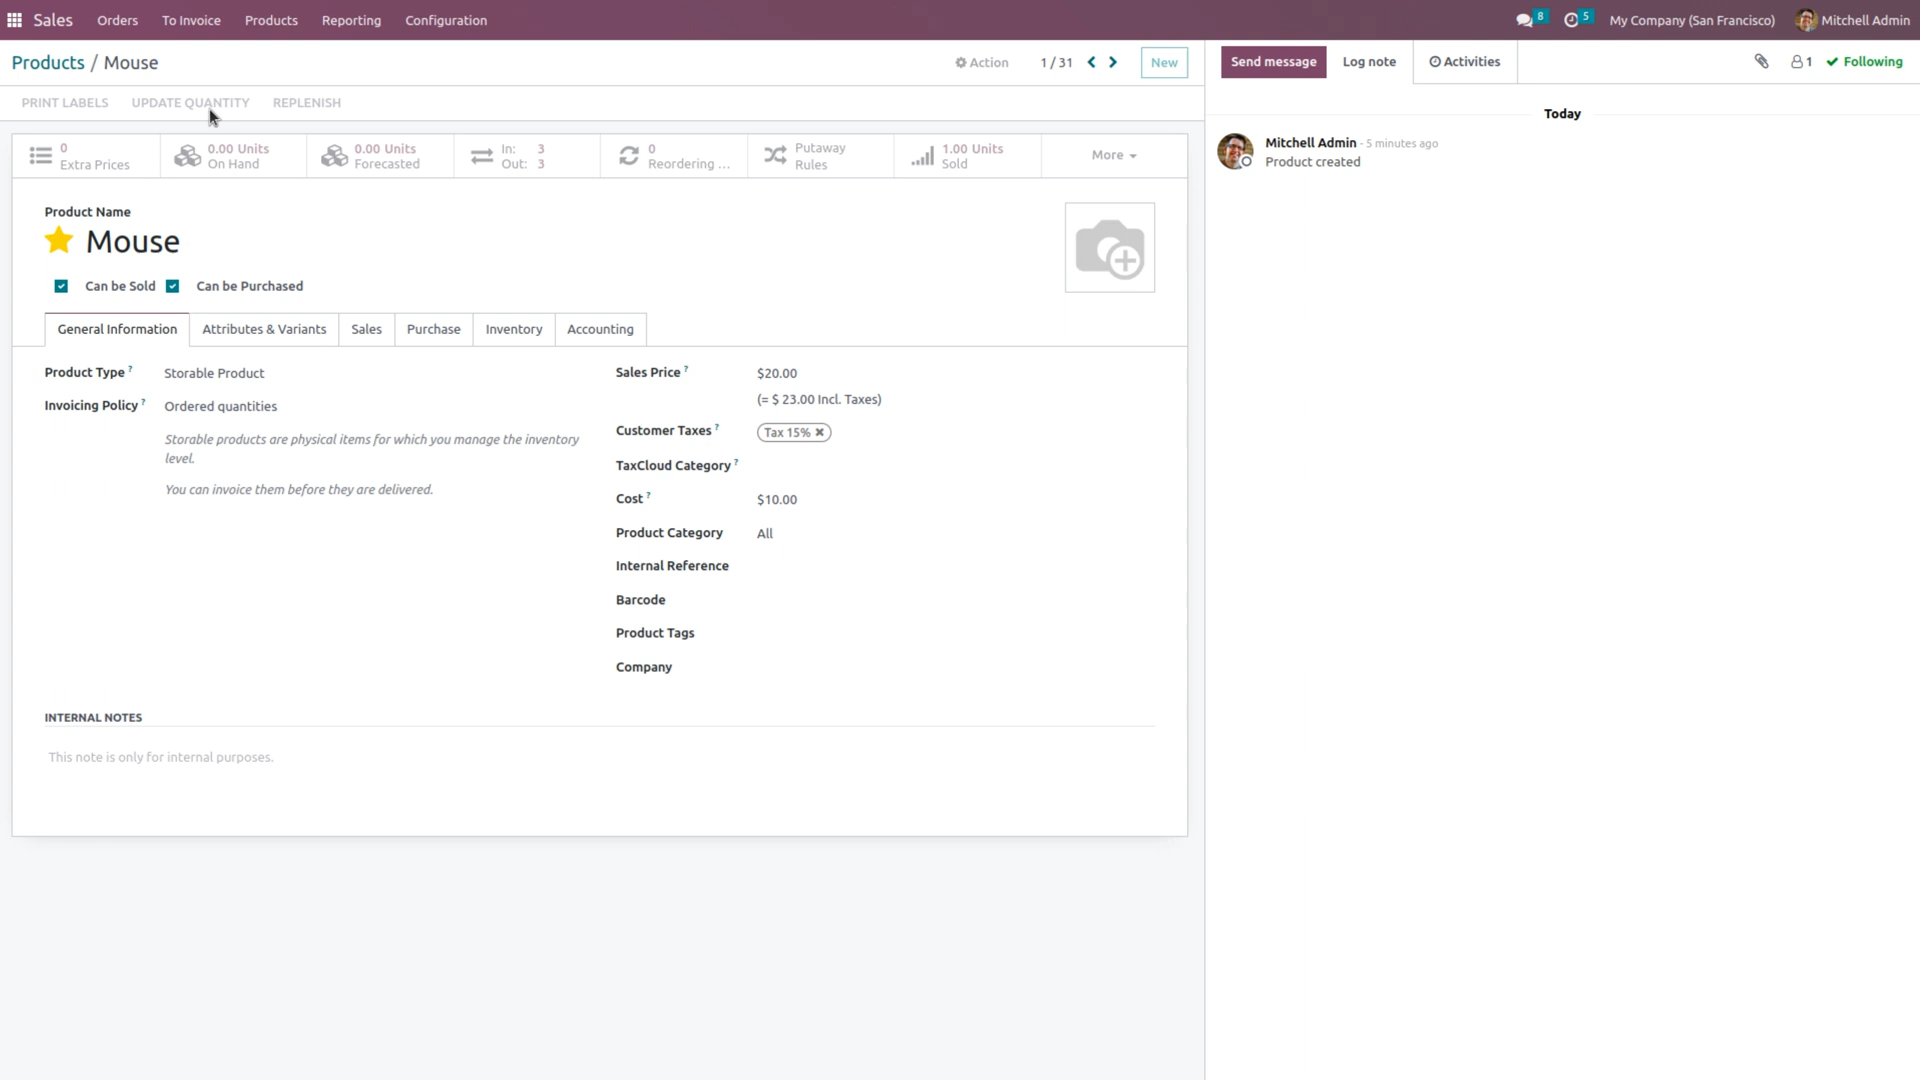 Sales Orders To Invoice Products Reporting Configuration 8 5 My Company (San Francisco) Mitchell Admin
Products / Mouse Action 1 / 31 New Send message Log note Activities 1 Following
PRINT LABELS UPDATE QUANTITY REPLENISH
Today
0
Extra Prices
0.00 Units
On Hand
0.00 Units
Forecasted
In: 3
Out: 3
0
Reordering ...
Putaway
Rules
1.00 Units
Sold
More
Mitchell Admin - 5 minutes ago
Product created
Product Name
Mouse
Can be Sold Can be Purchased
General Information Attributes & Variants Sales Purchase Inventory Accounting
Product Type ? Storable Product
Invoicing Policy ? Ordered quantities
Storable products are physical items for which you manage the inventory
level.
You can invoice them before they are delivered.
Sales Price ? $20.00
(= $ 23.00 Incl. Taxes)
Customer Taxes ? Tax 15% ✖
TaxCloud Category ?
Cost ? $10.00
Product Category All
Internal Reference
Barcode
Product Tags
Company
INTERNAL NOTES
This note is only for internal purposes.